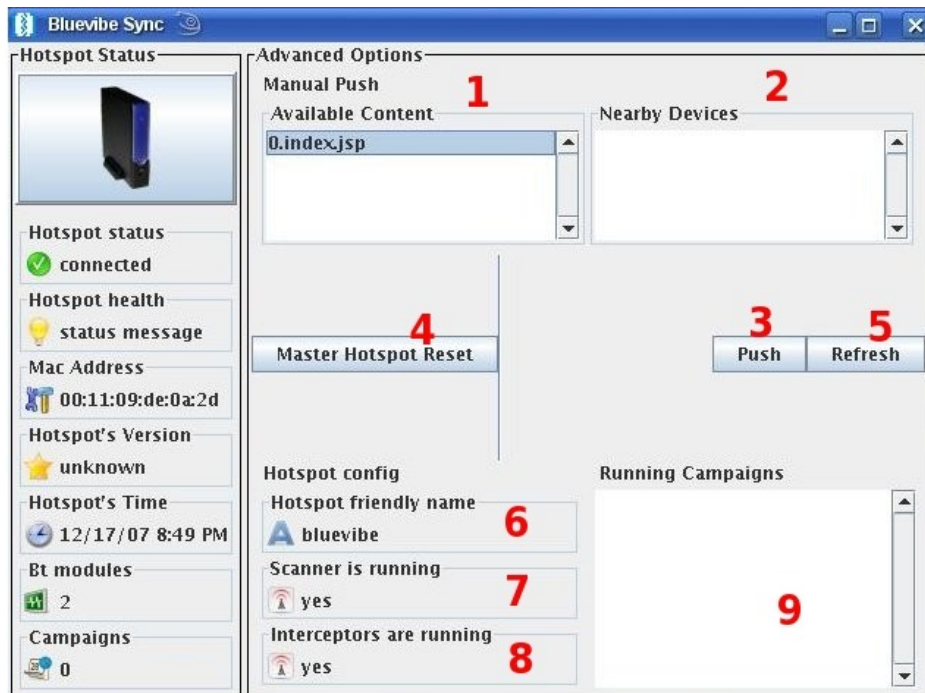 Bluevibe Sync
Hotspot Status
Hotspot status
connected
Hotspot health
status message
Mac Address
00:11:09:de:0a:2d
Hotspot's Version
unknown
Hotspot's Time
12/17/07 8:49 PM
Bt modules
2
Campaigns
0
Advanced Options
Manual Push
1
Available Content
0.index.jsp
2
Nearby Devices
4
Master Hotspot Reset
3
Push
5
Refresh
Hotspot config
Hotspot friendly name
bluevibe
6
Scanner is running
yes
7
Interceptors are running
yes
8
Running Campaigns
9